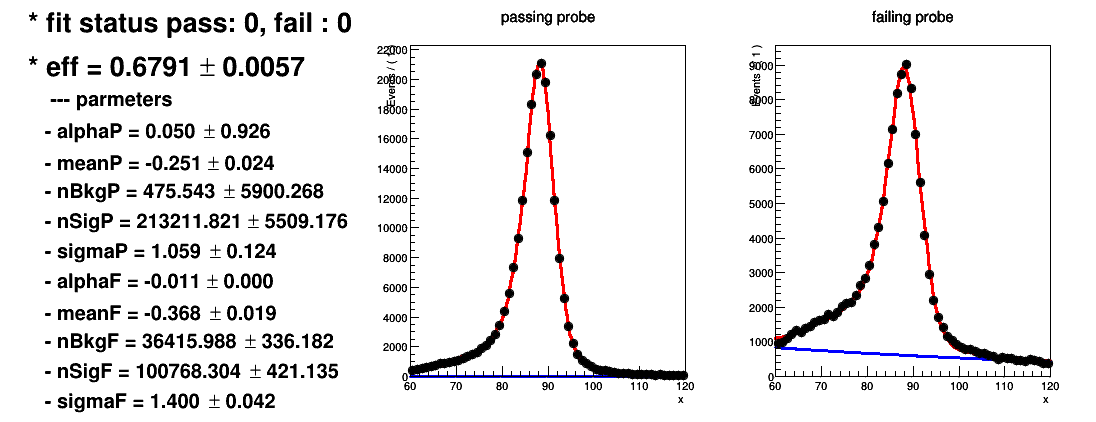 * fit status pass: 0, fail : 0
* eff = 0.6791 ± 0.0057
--- parmeters
- alphaP = 0.050 ± 0.926
- meanP = -0.251 ± 0.024
- nBkgP = 475.543 ± 5900.268
- nSigP = 213211.821 ± 5509.176
- sigmaP = 1.059 ± 0.124
- alphaF = -0.011 ± 0.000
- meanF = -0.368 ± 0.019
- nBkgF = 36415.988 ± 336.182
- nSigF = 100768.304 ± 421.135
- sigmaF = 1.400 ± 0.042
passing probe
Events / ( 1 )
22000
20000
18000
16000
14000
12000
10000
8000
6000
4000
2000
0
60 70 80 90 100 110 120
x
failing probe
Events / ( 1 )
9000
8000
7000
6000
5000
4000
3000
2000
1000
0
60 70 80 90 100 110 120
x